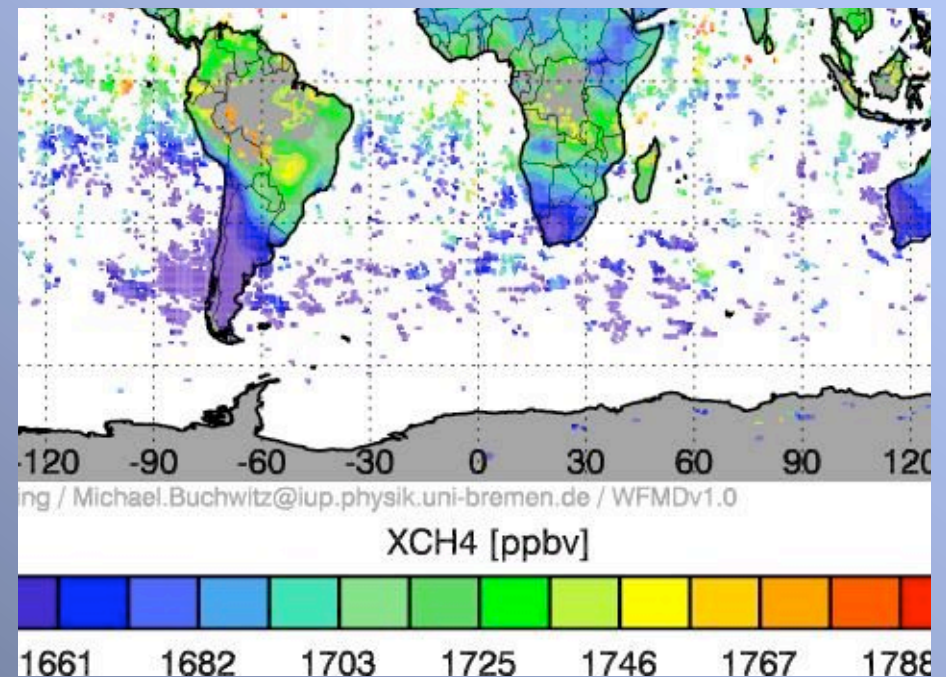 -120 -90 -60 -30 0 30 60 90 120
ing / Michael.Buchwitz@iup.physik.uni-bremen.de / WFMDv1.0
XCH4 [ppbv]
1661 1682 1703 1725 1746 1767 1788